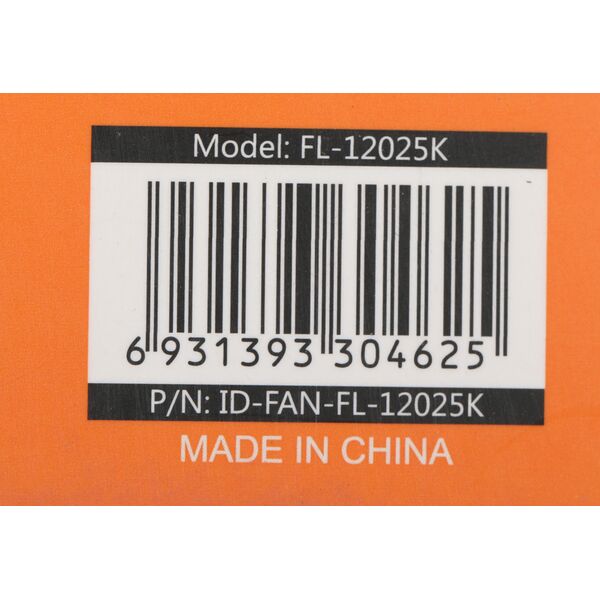 Model: FL-12025K
6 931393 304625
P/N: ID-FAN-FL-12025K
MADE IN CHINA